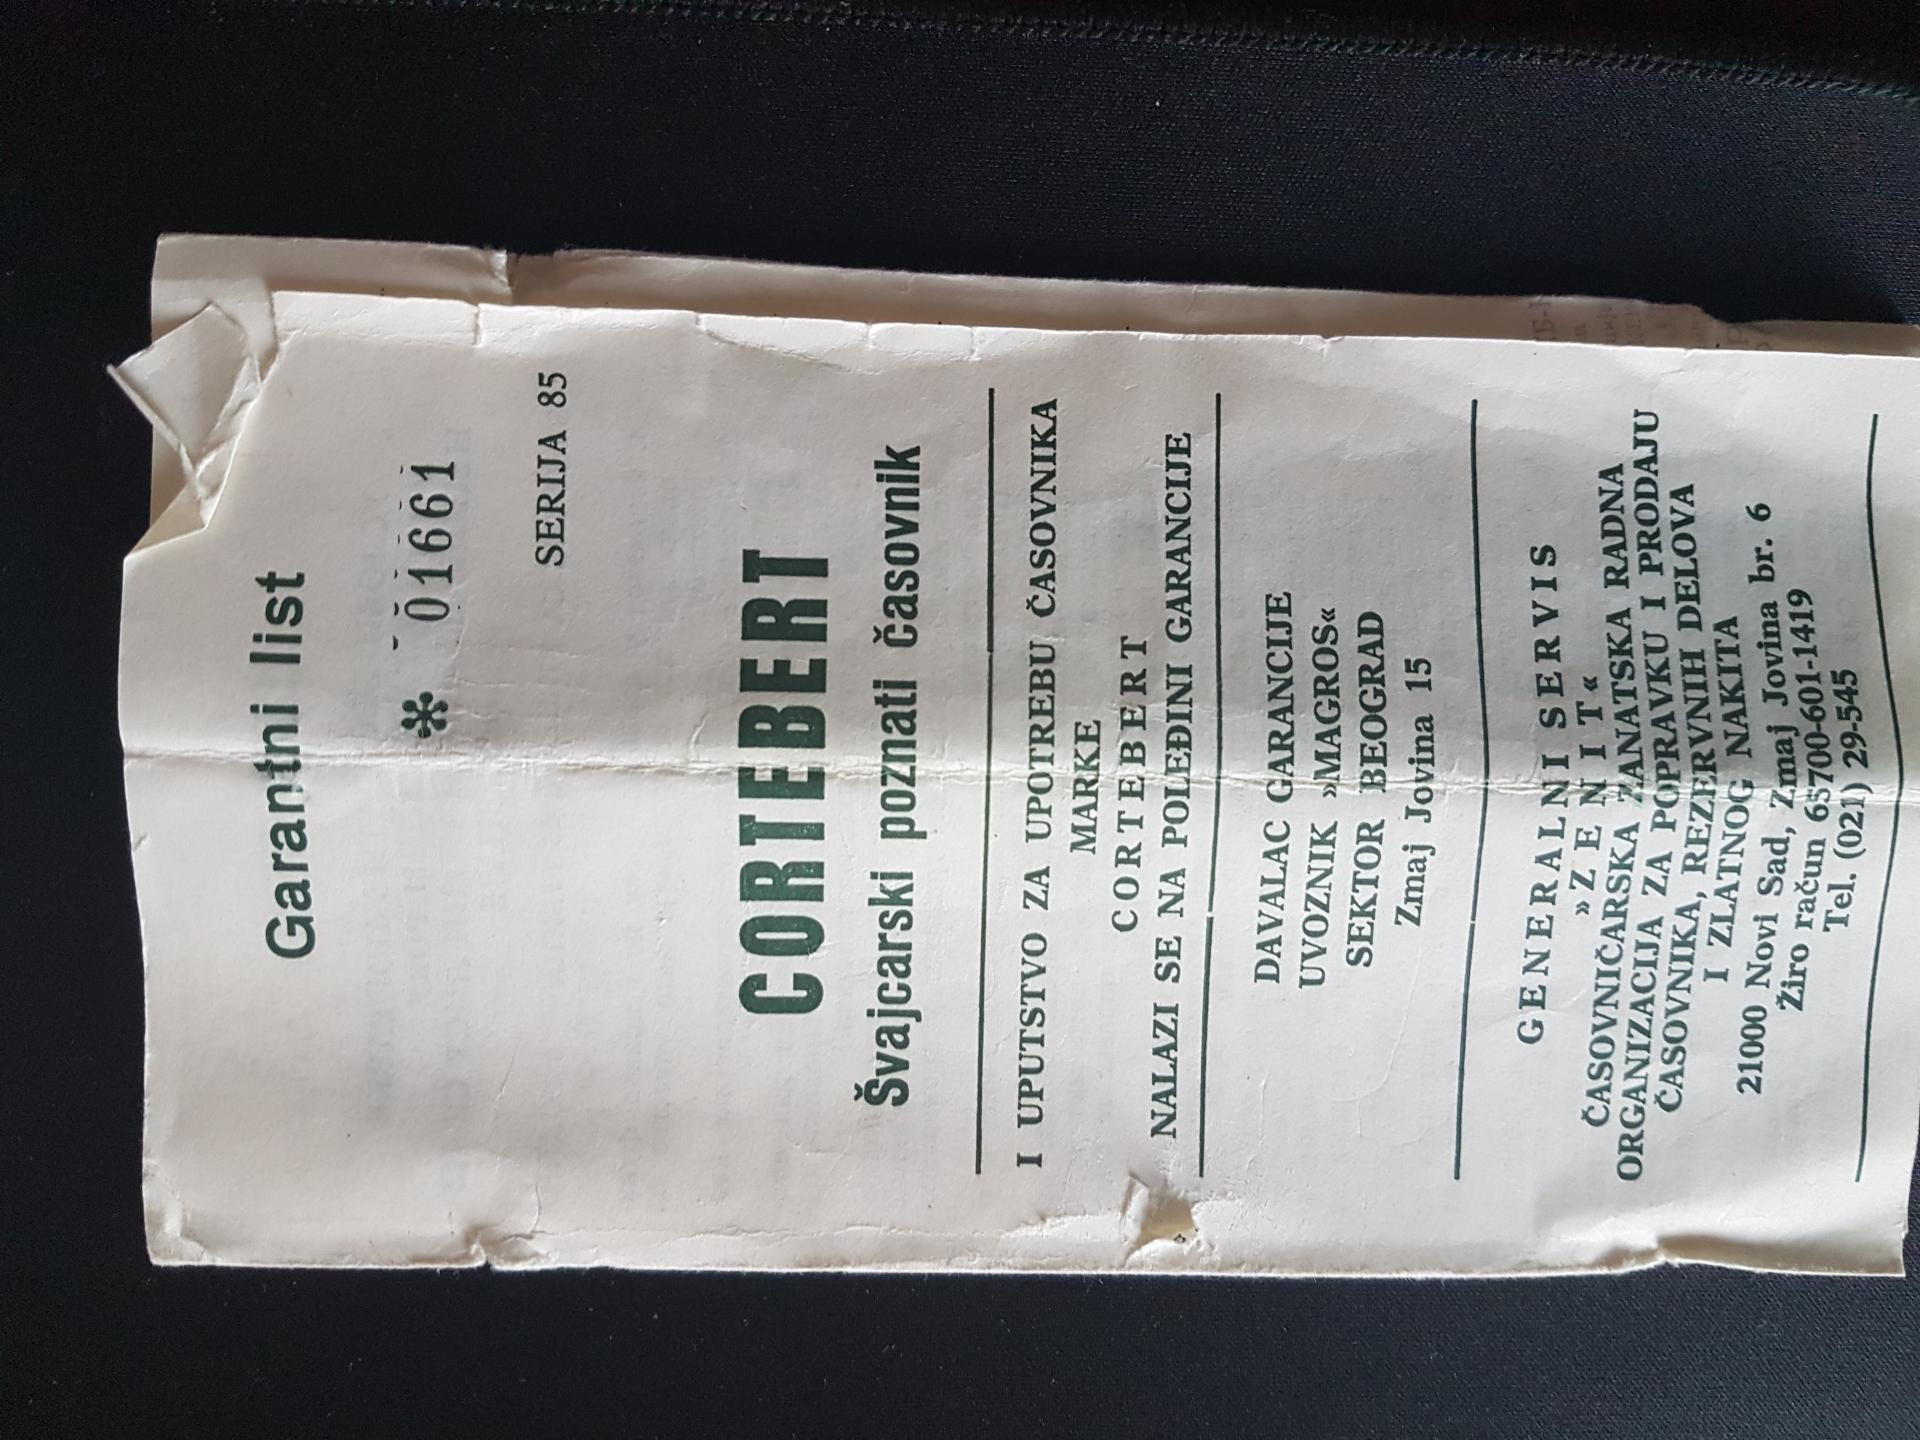 Garantni list
* 01661
SERIJA 85
CORTEBERT
Švajcarski poznati časovnik
I UPUTSTVO ZA UPOTREBU ČASOVNIKA
MARKE
CORTEBERT
NALAZI SE NA POLEĐINI GARANCIJE
DAVALAC GARANCIJE
UVOZNIK »MAGROS«
SEKTOR BEOGRAD
Zmaj Jovina 15
GENERALNI SERVIS
»ZENIT«
ČASOVNIČARSKA ZANATSKA RADNA
ORGANIZACIJA ZA POPRAVKU I PRODAJU
ČASOVNIKA, REZERVNIH DELOVA
I ZLATNOG NAKITA
21000 Novi Sad, Zmaj Jovina br. 6
Žiro račun 65700-601-1419
Tel. (021) 29-545